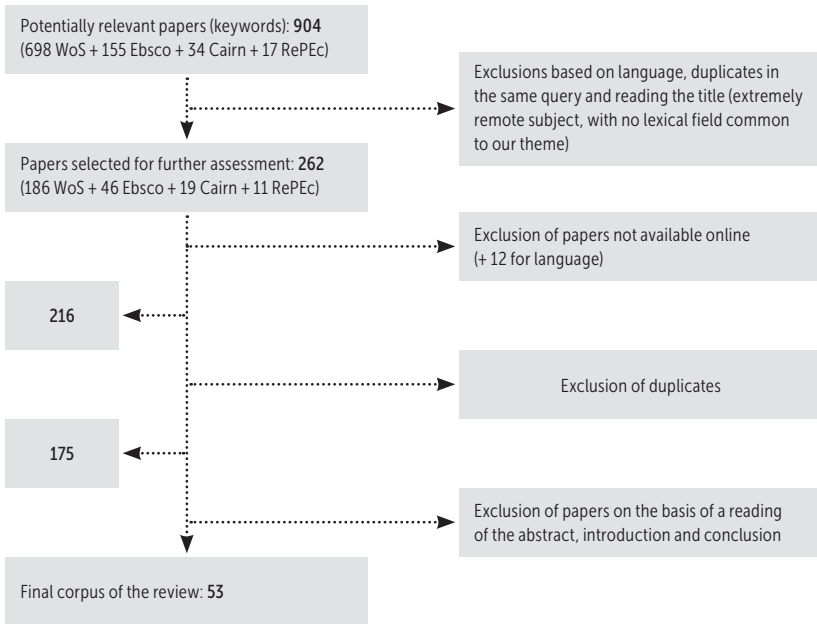 Potentially relevant papers (keywords): 904
(698 WoS + 155 Ebsco + 34 Cairn + 17 RePEc)
Exclusions based on language, duplicates in
the same query and reading the title (extremely
remote subject, with no lexical field common
to our theme)
Papers selected for further assessment: 262
(186 WoS + 46 Ebsco + 19 Cairn + 11 RePEc)
Exclusion of papers not available online
(+ 12 for language)
216
Exclusion of duplicates
175
Exclusion of papers on the basis of a reading
of the abstract, introduction and conclusion
Final corpus of the review: 53